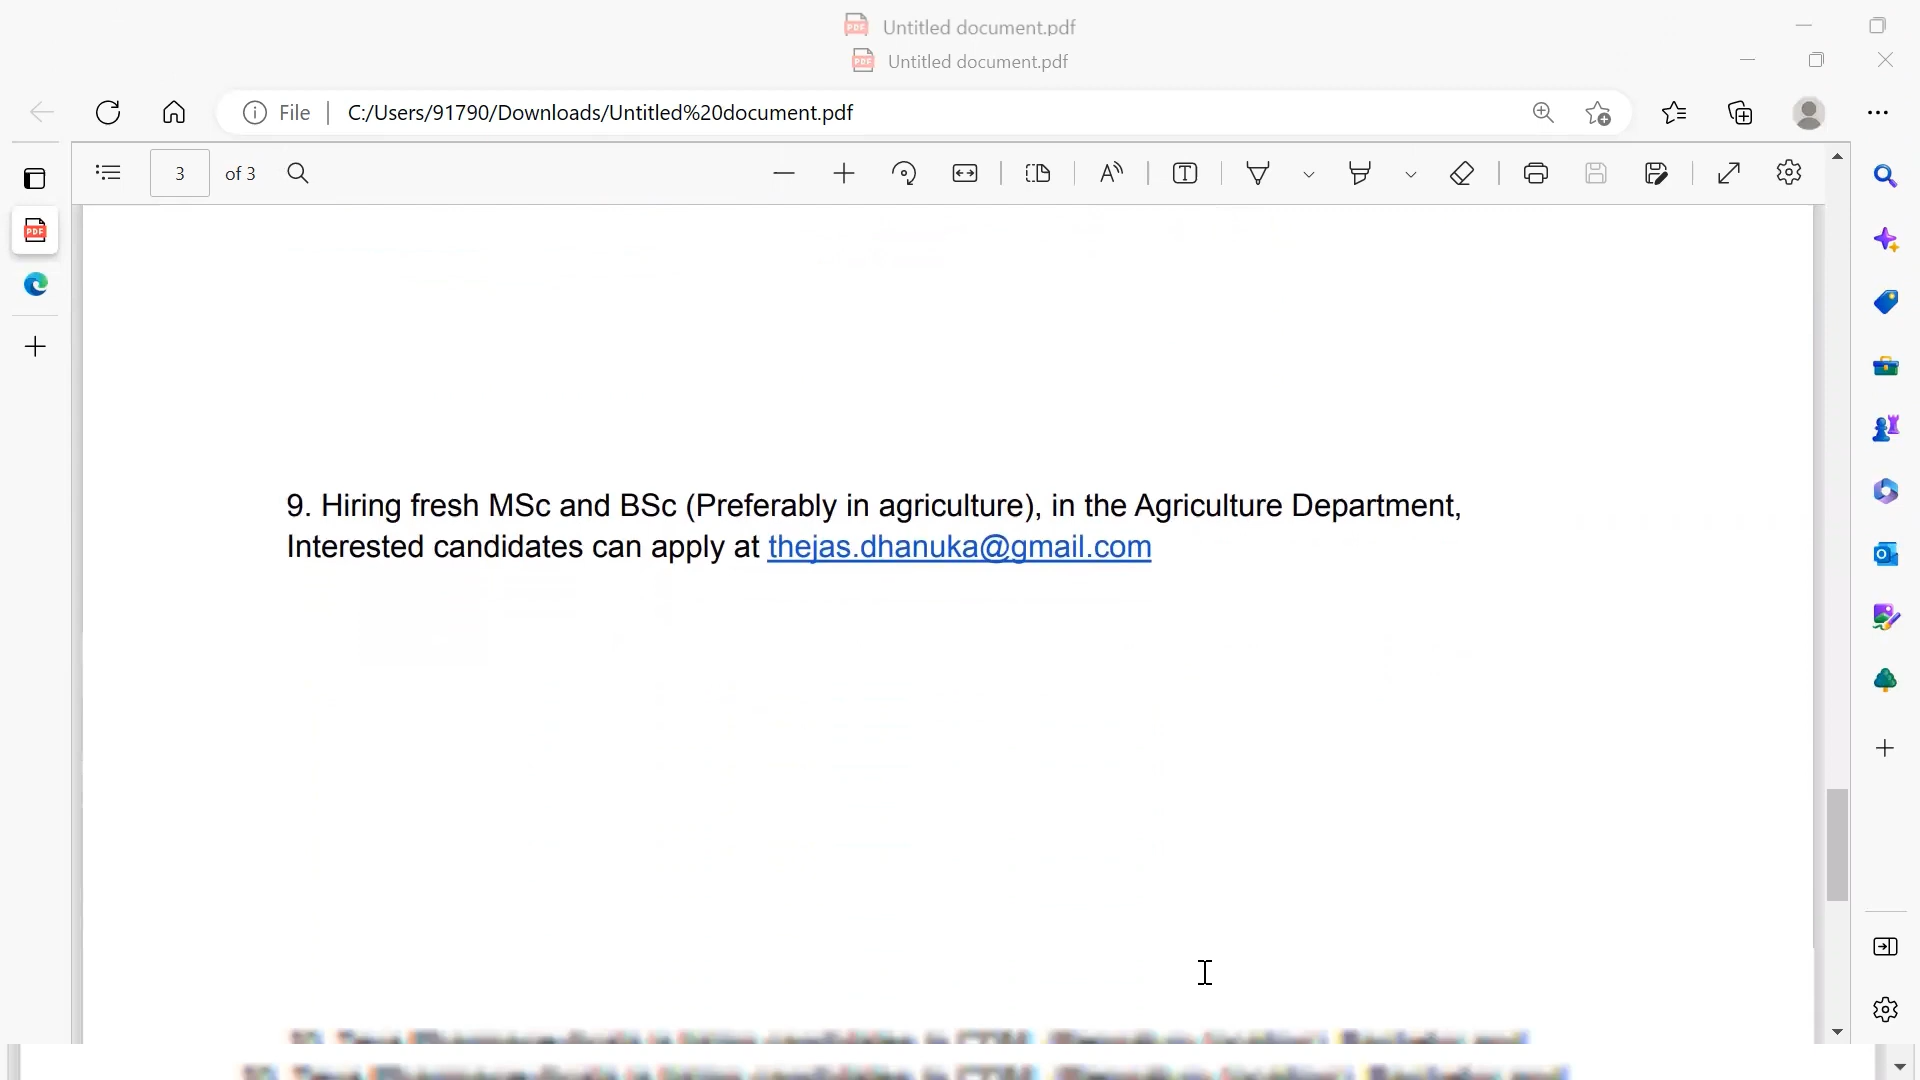 Untitled document.pdf
Untitled document.pdf
File | C:/Users/91790/Downloads/Untitled%20document.pdf
3 of 3
9. Hiring fresh MSc and BSc (Preferably in agriculture), in the Agriculture Department,
Interested candidates can apply at thejas.dhanuka@gmail.com